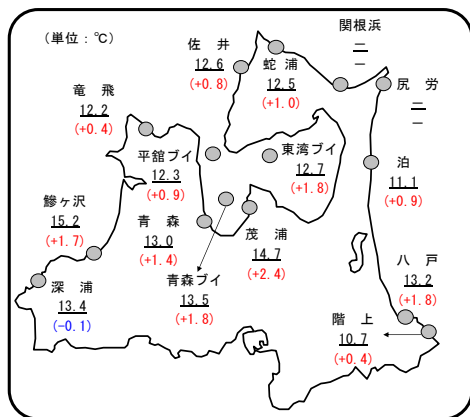 （単位：℃）
関根浜
二
一
佐 井
12.6
(+0.8)
蛇 浦
12.5
(+1.0)
尻 労
二
一
竜 飛
12.2
(+0.4)
平舘ブイ
12.3
(+0.9)
東湾ブイ
12.7
(+1.8)
泊
11.1
(+0.9)
鰺ヶ沢
15.2
(+1.7)
青 森
13.0
(+1.4)
茂 浦
14.7
(+2.4)
八 戸
13.2
(+1.8)
深 浦
13.4
(-0.1)
青森ブイ
13.5
(+1.8)
階 上
10.7
(+0.4)